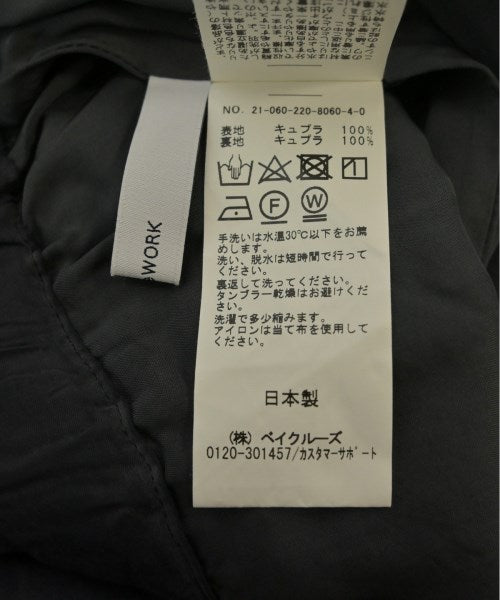 NO. 21-060-220-8060-4-0
表地 キュプラ 100%
裏地 キュプラ 100%
F W
手洗いは水温30℃以下をお薦
めします。
洗い、脱水は短時間で行って
ください。
裏返して洗ってください。
タンブラー乾燥はお避けくだ
さい。
洗濯で多少縮みます。
アイロンは当て布を使用して
ください。
日本製
(株) ベイクルーズ
0120-301457/カスタマーサポート
WORK